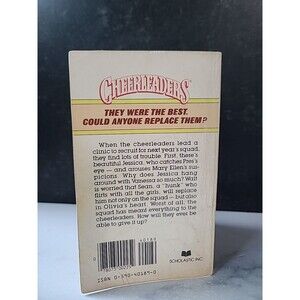 CHEERLEADERS
THEY WERE THE BEST.
COULD ANYONE REPLACE THEM?
When the cheerleaders lead a
clinic to recruit for next year's squad,
they find lots of trouble. First, there's
beautiful Jessica, who catches Pres's
eye — and arouses Mary Ellen's sus-
picions. Why does Jessica hang
around with Vanessa so much? Walt
is worried that Sean, a "hunk" who
flirts with all the girls, will replace
him not only on the squad — but also
in Olivia's heart. Worst of all, the
squad has meant everything to the
cheerleaders. How will they ever be
able to give it up?
ISBN 0-590-40189-0
SCHOLASTIC INC.